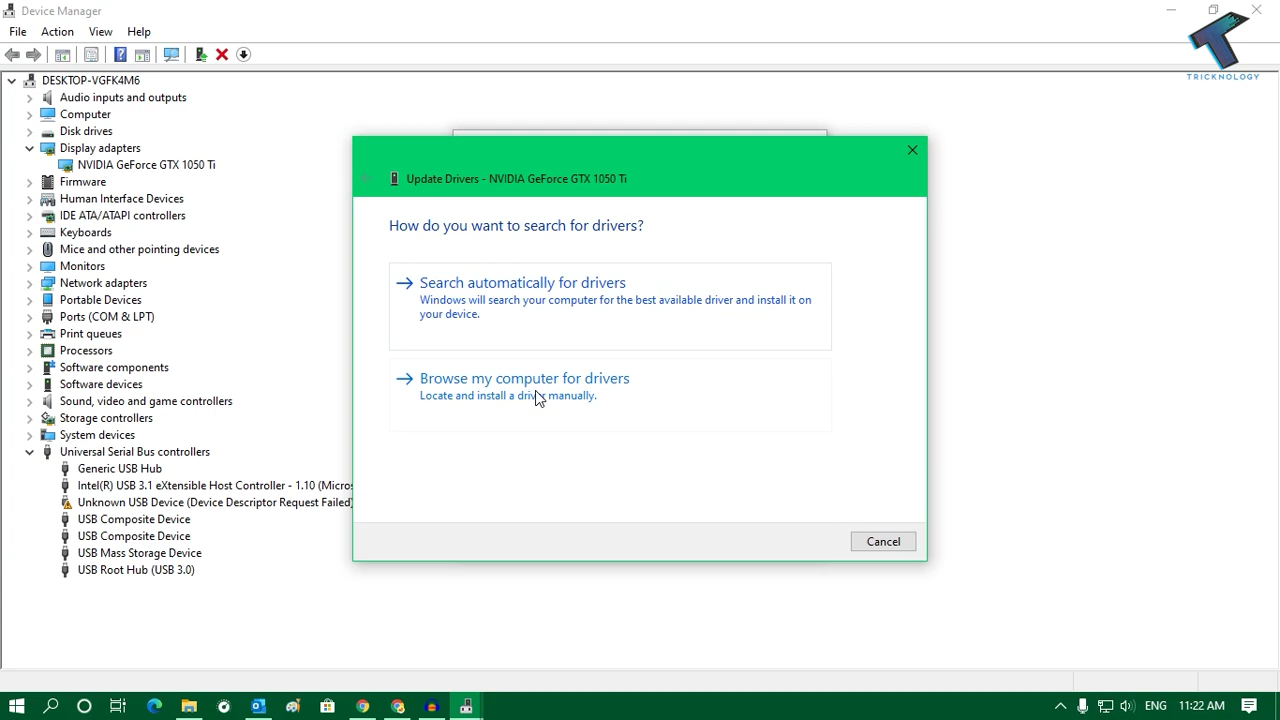 Device Manager
File Action View Help
TRICKNOLOGY
DESKTOP-VGFK4M6
Audio inputs and outputs
Computer
Disk drives
Display adapters
NVIDIA GeForce GTX 1050 Ti
Firmware
Human Interface Devices
IDE ATA/ATAPI controllers
Keyboards
Mice and other pointing devices
Monitors
Network adapters
Portable Devices
Ports (COM & LPT)
Print queues
Processors
Software components
Software devices
Sound, video and game controllers
Storage controllers
System devices
Universal Serial Bus controllers
Generic USB Hub
Intel(R) USB 3.1 eXtensible Host Controller - 1.10 (Micros
Unknown USB Device (Device Descriptor Request Failed)
USB Composite Device
USB Composite Device
USB Mass Storage Device
USB Root Hub (USB 3.0)
Update Drivers - NVIDIA GeForce GTX 1050 Ti
How do you want to search for drivers?
Search automatically for drivers
Windows will search your computer for the best available driver and install it on
your device.
Browse my computer for drivers
Locate and install a driver manually.
Cancel
ENG 11:22 AM